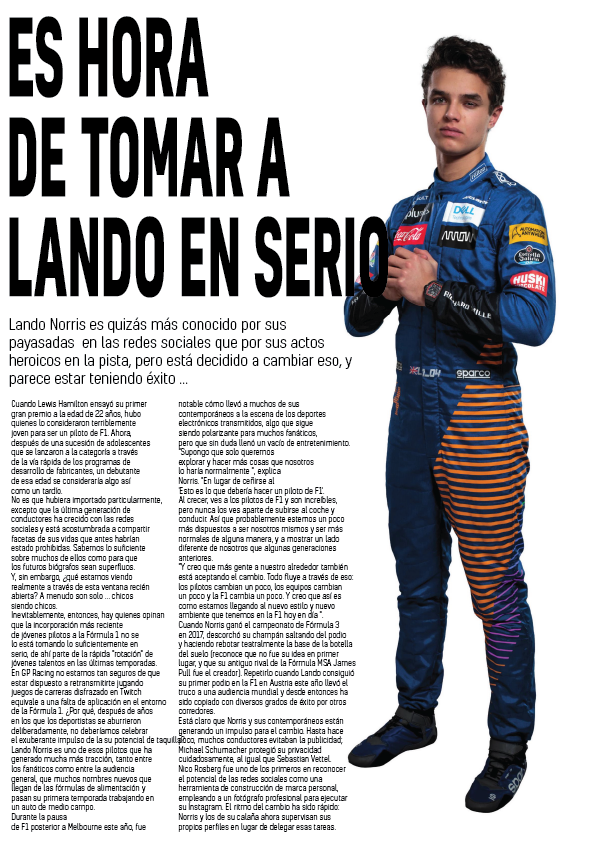 ES HORA
DE TOMAR A
LANDO EN SERIO
Lando Norris es quizás más conocido por sus
payasadas  en las redes sociales que por sus actos
heroicos en la pista, pero está decidido a cambiar eso, y
parece estar teniendo éxito ...
Cuando Lewis Hamilton ensayó su primer
gran premio a la edad de 22 años, hubo
quienes lo consideraron terriblemente
joven para ser un piloto de F1. Ahora,
después de una sucesión de adolescentes
que se lanzaron a la categoría a través
de la vía rápida de los programas de
desarrollo de fabricantes, un debutante
de esa edad se consideraría algo así
como un tardío.
No es que hubiera importado particularmente,
excepto que la última generación de
conductores ha crecido con las redes
sociales y está acostumbrada a compartir
facetas de sus vidas que antes habrían
estado prohibidas. Sabemos lo suficiente
sobre muchos de ellos como para que
los futuros biógrafos sean superfluos.
Y, sin embargo, ¿qué estamos viendo
realmente a través de esta ventana recién
abierta? A menudo son solo ... chicos
siendo chicos.
Inevitablemente, entonces, hay quienes opinan
que la incorporación más reciente
de jóvenes pilotos a la Fórmula 1 no se
lo está tomando lo suficientemente en
serio, de ahí parte de la rápida "rotación" de
jóvenes talentos en las últimas temporadas.
En GP Racing no estamos tan seguros de que
estar dispuesto a retransmitirte jugando
juegos de carreras disfrazado en Twitch
equivale a una falta de aplicación en el entorno
de la Fórmula 1. ¿Por qué, después de años
en los que los deportistas se aburrieron
deliberadamente, no deberíamos celebrar
el exuberante impulso de la su potencial de taquilla
Lando Norris es uno de esos pilotos que ha
generado mucha más tracción, tanto entre
los fanáticos como entre la audiencia
general, que muchos nombres nuevos que
llegan de las fórmulas de alimentación y
pasan su primera temporada trabajando en
un auto de medio campo.
Durante la pausa
de F1 posterior a Melbourne este año, fue
notable cómo llevó a muchos de sus
contemporáneos a la escena de los deportes
electrónicos transmitidos, algo que sigue
siendo polarizante para muchos fanáticos,
pero que sin duda llenó un vacío de entretenimiento.
"Supongo que solo queremos
explorar y hacer más cosas que nosotros
lo haría normalmente ", explica
Norris. "En lugar de ceñirse al
'Esto es lo que debería hacer un piloto de F1'.
Al crecer, ves a los pilotos de F1 y son increíbles,
pero nunca los ves aparte de subirse al coche y
conducir. Así que probablemente estemos un poco
más dispuestos a ser nosotros mismos y ser más
normales de alguna manera, y a mostrar un lado
diferente de nosotros que algunas generaciones
anteriores.
"Y creo que más gente a nuestro alrededor también
está aceptando el cambio. Todo fluye a través de eso:
los pilotos cambian un poco, los equipos cambian
un poco y la F1 cambia un poco. Y creo que así es
como estamos llegando al nuevo estilo y nuevo
ambiente que tenemos en la F1 hoy en día ".
Cuando Norris ganó el campeonato de Fórmula 3
en 2017, descorchó su champán saltando del podio
y haciendo rebotar teatralmente la base de la botella
del suelo (reconoce que no fue su idea en primer
lugar, y que su antiguo rival de la Fórmula MSA James
Pull fue el creador). Repetirlo cuando Lando consiguió
su primer podio en la F1 en Austria este año llevó el
truco a una audiencia mundial y desde entonces ha
sido copiado con diversos grados de éxito por otros
corredores.
Está claro que Norris y sus contemporáneos están
generando un impulso para el cambio. Hasta hace
poco, muchos conductores evitaban la publicidad;
Michael Schumacher protegió su privacidad
cuidadosamente, al igual que Sebastian Vettel.
Nico Rosberg fue uno de los primeros en reconocer
el potencial de las redes sociales como una
herramienta de construcción de marca personal,
empleando a un fotógrafo profesional para ejecutar
su Instagram. El ritmo del cambio ha sido rápido:
Norris y los de su calaña ahora supervisan sus
propios perfiles en lugar de delegar esas tareas.
DELL
Coca-Cola
ARROW
AUTOMATION
ANYWHERE
Estrella
Galicia
HUSKI
CHOCOLATE
RICHARD MILLE
L_04
sparco